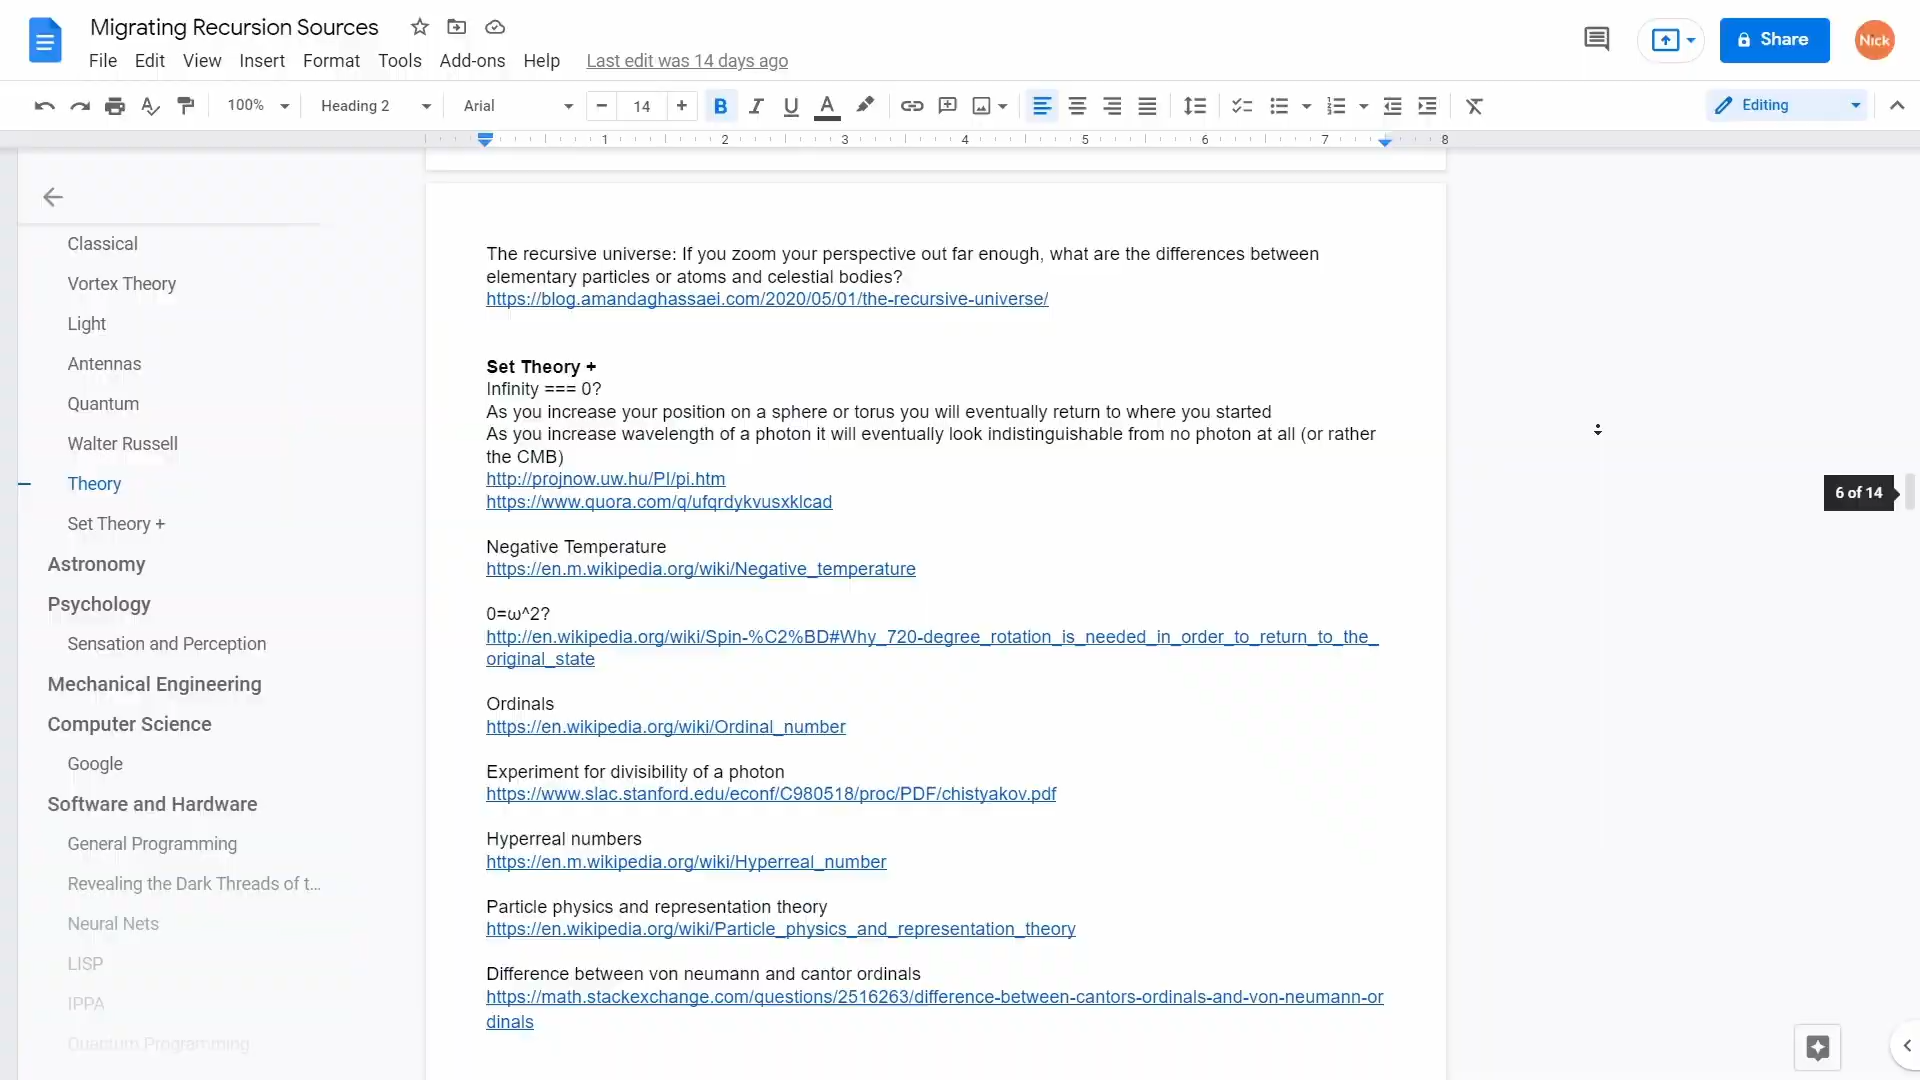 Migrating Recursion Sources
File Edit View Insert Format Tools Add-ons Help Last edit was 14 days ago
Share
Nick
100% Heading 2 Arial 14 B I U A Editing
1 2 3 4 5 6 7 8
Classical
Vortex Theory
Light
Antennas
Quantum
Walter Russell
Theory
Set Theory +
Astronomy
Psychology
Sensation and Perception
Mechanical Engineering
Computer Science
Google
Software and Hardware
General Programming
Revealing the Dark Threads of t...
Neural Nets
LISP
IPPA
Quantum Programming
The recursive universe: If you zoom your perspective out far enough, what are the differences between
elementary particles or atoms and celestial bodies?
https://blog.amandaghassaei.com/2020/05/01/the-recursive-universe/
Set Theory +
Infinity === 0?
As you increase your position on a sphere or torus you will eventually return to where you started
As you increase wavelength of a photon it will eventually look indistinguishable from no photon at all (or rather
the CMB)
http://projnow.uw.hu/PI/pi.htm
https://www.quora.com/q/ufqrdykvusxklcad
Negative Temperature
https://en.m.wikipedia.org/wiki/Negative_temperature
0=ω^2?
http://en.wikipedia.org/wiki/Spin-%C2%BD#Why_720-degree_rotation_is_needed_in_order_to_return_to_the_
original_state
Ordinals
https://en.wikipedia.org/wiki/Ordinal_number
Experiment for divisibility of a photon
https://www.slac.stanford.edu/econf/C980518/proc/PDF/chistyakov.pdf
Hyperreal numbers
https://en.m.wikipedia.org/wiki/Hyperreal_number
Particle physics and representation theory
https://en.wikipedia.org/wiki/Particle_physics_and_representation_theory
Difference between von neumann and cantor ordinals
https://math.stackexchange.com/questions/2516263/difference-between-cantors-ordinals-and-von-neumann-or
dinals
6 of 14